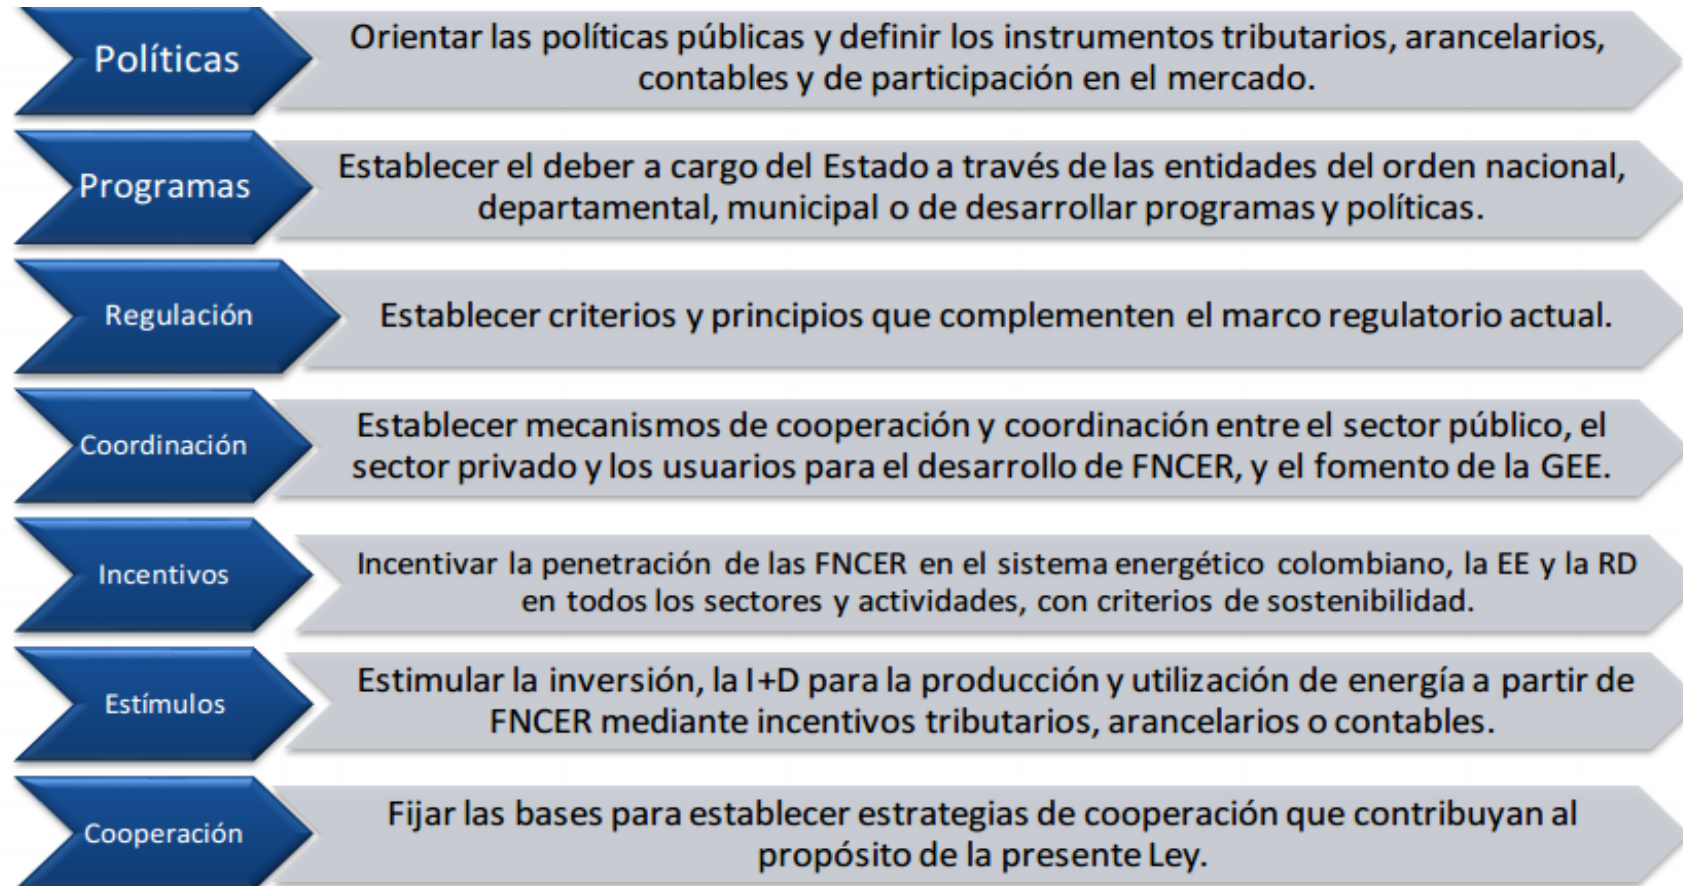 Políticas
Orientar las políticas públicas y definir los instrumentos tributarios, arancelarios,
contables y de participación en el mercado.
Programas
Establecer el deber a cargo del Estado a través de las entidades del orden nacional,
departamental, municipal o de desarrollar programas y políticas.
Regulación
Establecer criterios y principios que complementen el marco regulatorio actual.
Coordinación
Establecer mecanismos de cooperación y coordinación entre el sector público, el
sector privado y los usuarios para el desarrollo de FNCER, y el fomento de la GEE.
Incentivos
Incentivar la penetración de las FNCER en el sistema energético colombiano, la EE y la RD
en todos los sectores y actividades, con criterios de sostenibilidad.
Estímulos
Estimular la inversión, la I+D para la producción y utilización de energía a partir de
FNCER mediante incentivos tributarios, arancelarios o contables.
Cooperación
Fijar las bases para establecer estrategias de cooperación que contribuyan al
propósito de la presente Ley.